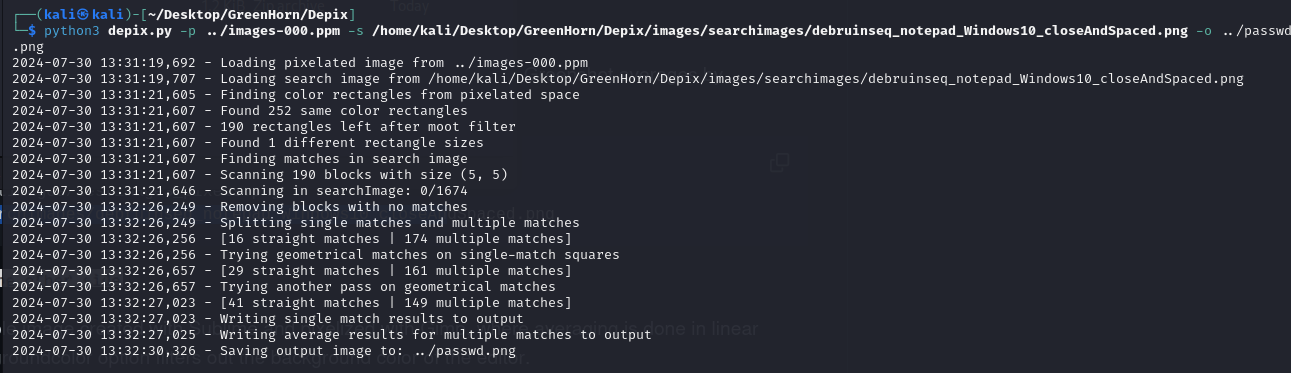 ┌──(kali㉿kali)-[~/Desktop/GreenHorn/Depix]
└─$ python3 depix.py -p ../images-000.ppm -s /home/kali/Desktop/GreenHorn/Depix/images/searchimages/debruinseq_notepad_Windows10_closeAndSpaced.png -o ../passwd
.png
2024-07-30 13:31:19,692 - Loading pixelated image from ../images-000.ppm
2024-07-30 13:31:19,707 - Loading search image from /home/kali/Desktop/GreenHorn/Depix/images/searchimages/debruinseq_notepad_Windows10_closeAndSpaced.png
2024-07-30 13:31:21,605 - Finding color rectangles from pixelated space
2024-07-30 13:31:21,607 - Found 252 same color rectangles
2024-07-30 13:31:21,607 - 190 rectangles left after moot filter
2024-07-30 13:31:21,607 - Found 1 different rectangle sizes
2024-07-30 13:31:21,607 - Finding matches in search image
2024-07-30 13:31:21,607 - Scanning 190 blocks with size (5, 5)
2024-07-30 13:31:21,646 - Scanning in searchImage: 0/1674
2024-07-30 13:32:26,249 - Removing blocks with no matches
2024-07-30 13:32:26,249 - Splitting single matches and multiple matches
2024-07-30 13:32:26,256 - [16 straight matches | 174 multiple matches]
2024-07-30 13:32:26,256 - Trying geometrical matches on single-match squares
2024-07-30 13:32:26,657 - [29 straight matches | 161 multiple matches]
2024-07-30 13:32:26,657 - Trying another pass on geometrical matches
2024-07-30 13:32:27,023 - [41 straight matches | 149 multiple matches]
2024-07-30 13:32:27,023 - Writing single match results to output
2024-07-30 13:32:27,025 - Writing average results for multiple matches to output
2024-07-30 13:32:30,326 - Saving output image to: ../passwd.png